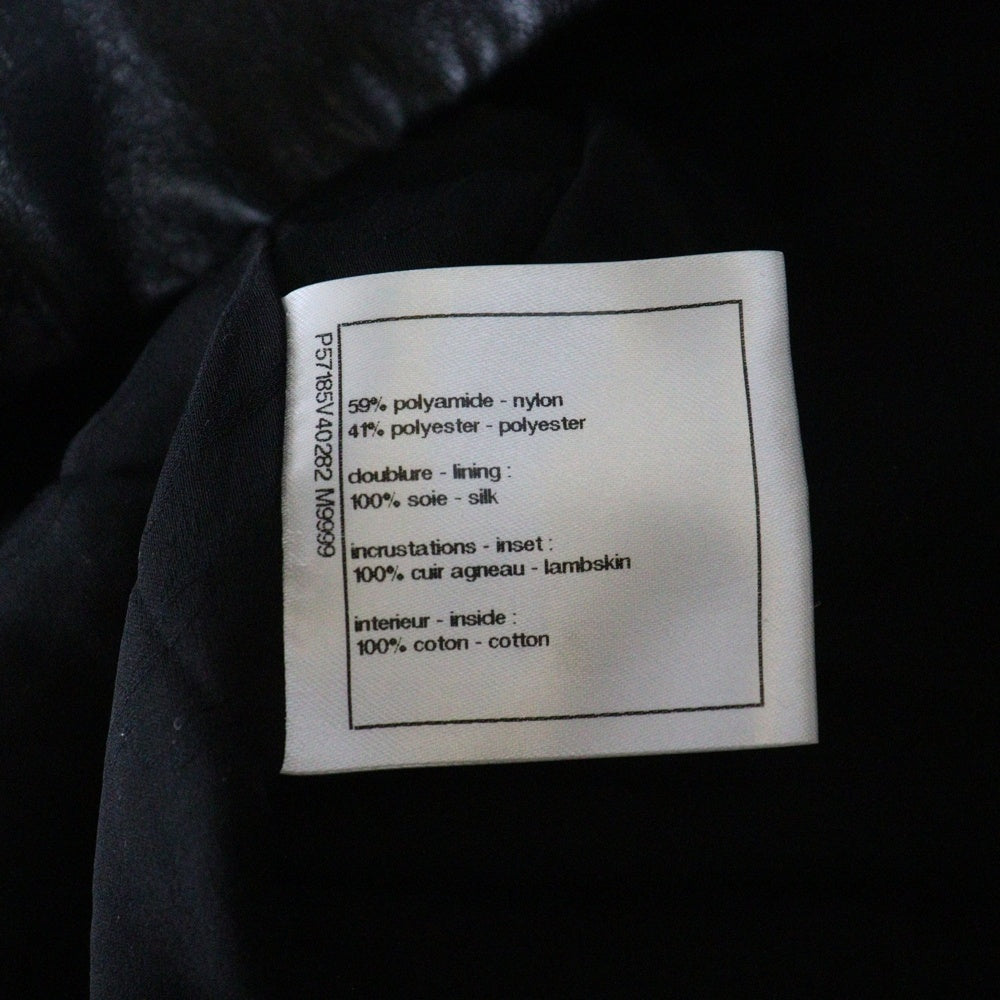 P57185V40282 M9999
59% polyamide - nylon
41% polyester - polyester
doublure - lining :
100% soie - silk
incrustations - inset :
100% cuir agneau - lambskin
interieur - inside :
100% coton - cotton